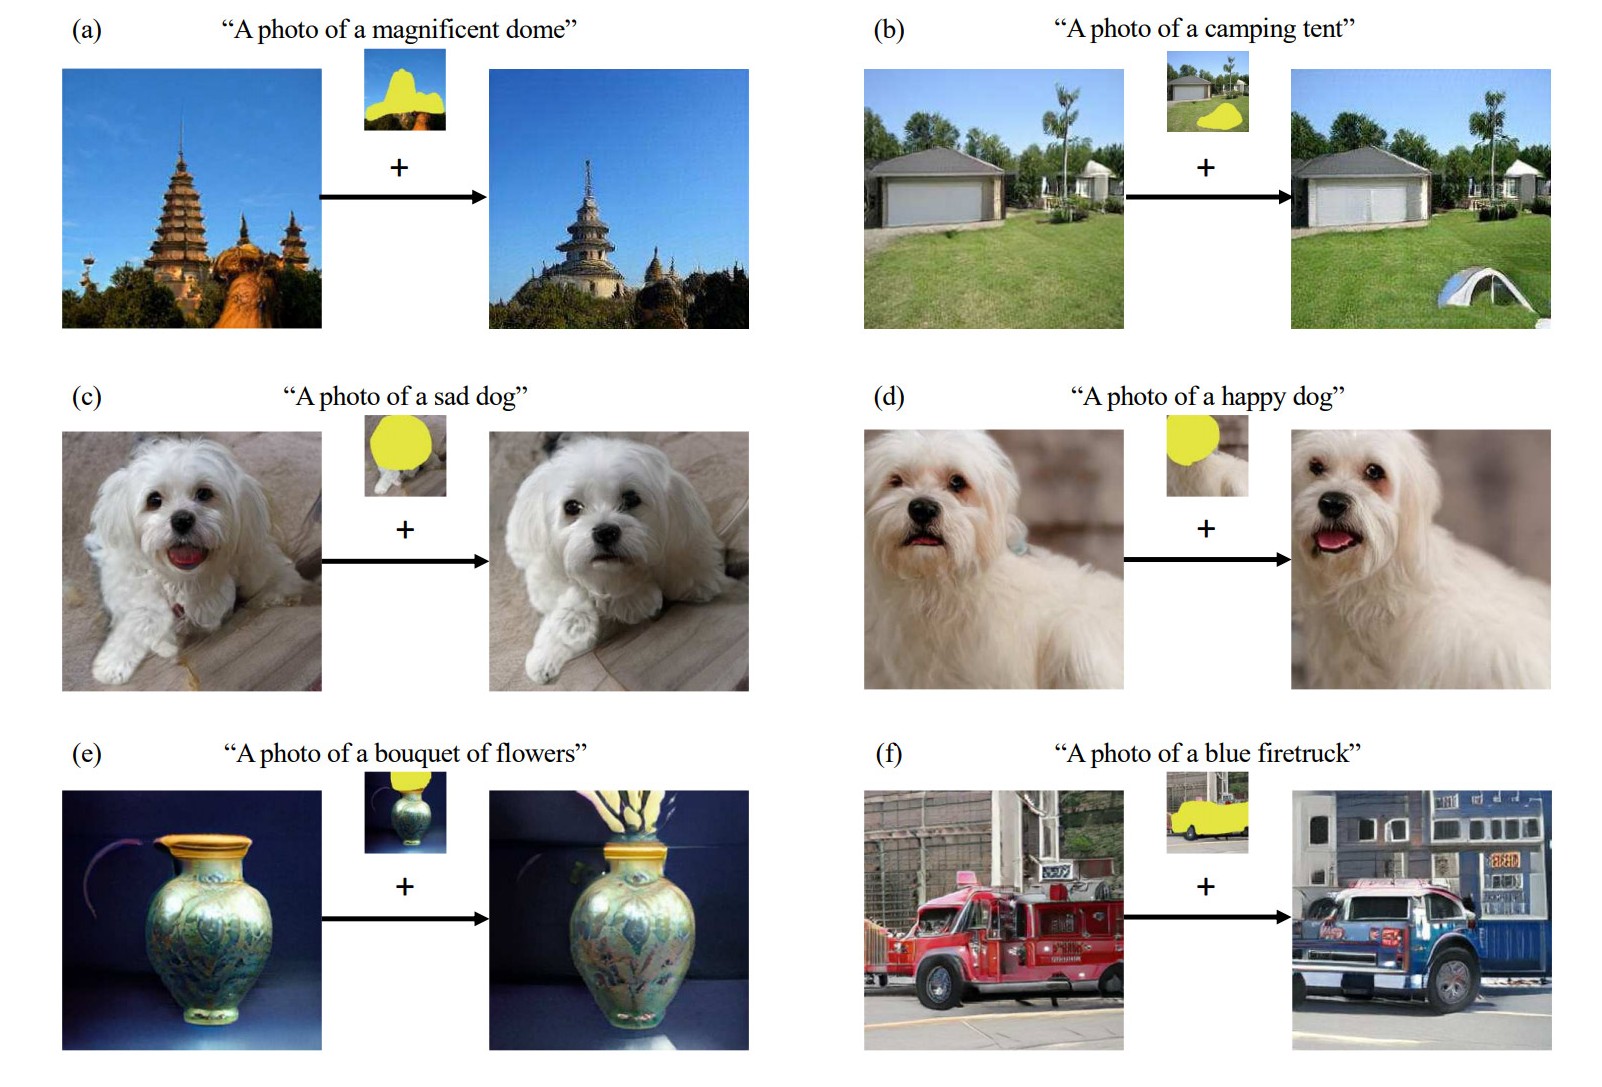 (a) “A photo of a magnificent dome”
(b) “A photo of a camping tent”
+
+
(c) “A photo of a sad dog”
(d) “A photo of a happy dog”
+
+
(e) “A photo of a bouquet of flowers”
(f) “A photo of a blue firetruck”
+
+